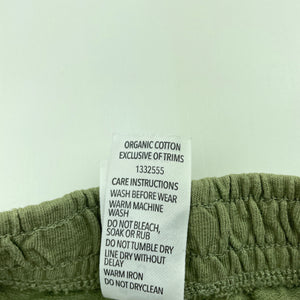 ORGANIC COTTON
EXCLUSIVE OF TRIMS
1332555
CARE INSTRUCTIONS
WASH BEFORE WEAR
WARM MACHINE
WASH
DO NOT BLEACH,
SOAK OR RUB
DO NOT TUMBLE DRY
LINE DRY WITHOUT
DELAY
WARM IRON
DO NOT DRYCLEAN